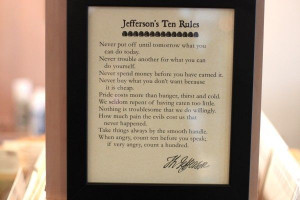 Jefferson's Ten Rules
Never put off until tomorrow what you
can do today.
Never trouble another for what you can
do yourself.
Never spend money before you have earned it.
Never buy what you don't want because
it is cheap.
Pride costs more than hunger, thirst and cold.
We seldom repent of having eaten too little.
Nothing is troublesome that we do willingly.
How much pain the evils cost us that
never happened.
Take things always by the smooth handle.
When angry, count ten before you speak;
if very angry, count a hundred.
Th Jefferson